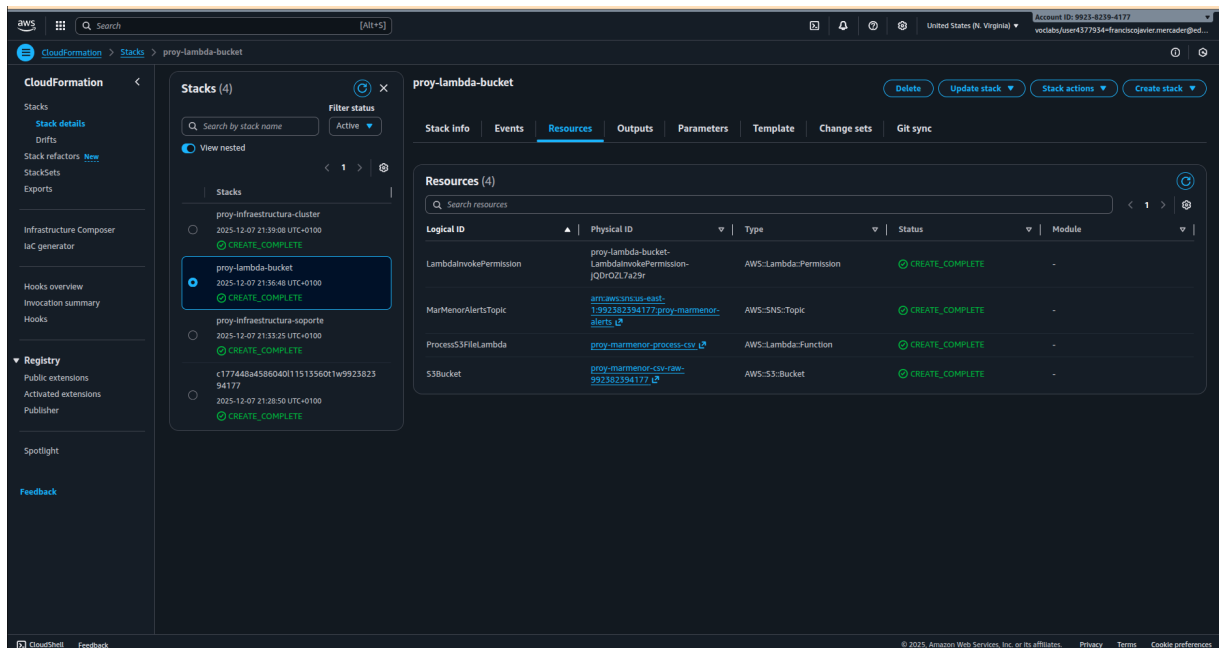 aws
Search [Alt+S]
United States (N. Virginia) ▼
Account ID: 9923-8239-4177
voclabs/user4377934=franciscojavier.mercader@ed...
CloudFormation > Stacks > proy-lambda-bucket
CloudFormation
Stacks
Stack details
Drifts
Stack refactors New
StackSets
Exports
Infrastructure Composer
IaC generator
Hooks overview
Invocation summary
Hooks
Registry
Public extensions
Activated extensions
Publisher
Spotlight
Feedback
Stacks (4)
Filter status
Search by stack name
Active
View nested
1
Stacks
proy-infraestructura-cluster
2025-12-07 21:39:08 UTC+0100
CREATE_COMPLETE
proy-lambda-bucket
2025-12-07 21:36:48 UTC+0100
CREATE_COMPLETE
proy-infraestructura-soporte
2025-12-07 21:33:25 UTC+0100
CREATE_COMPLETE
c177448a4586040l11513560t1w9923823
94177
2025-12-07 21:28:50 UTC+0100
CREATE_COMPLETE
proy-lambda-bucket
Delete Update stack Stack actions Create stack
Stack info Events Resources Outputs Parameters Template Change sets Git sync
Resources (4)
Search resources
1
Logical ID Physical ID Type Status Module
LambdaInvokePermission
proy-lambda-bucket-
LambdaInvokePermission-
jQDrOZL7a29r
AWS::Lambda::Permission
CREATE_COMPLETE
-
MarMenorAlertsTopic
arn:aws:sns:us-east-
1:992382394177:proy-marmenor-
alerts
AWS::SNS::Topic
CREATE_COMPLETE
-
ProcessS3FileLambda
proy-marmenor-process-csv
AWS::Lambda::Function
CREATE_COMPLETE
-
S3Bucket
proy-marmenor-csv-raw-
992382394177
AWS::S3::Bucket
CREATE_COMPLETE
-
CloudShell Feedback
© 2025, Amazon Web Services, Inc. or its affiliates. Privacy Terms Cookie preferences